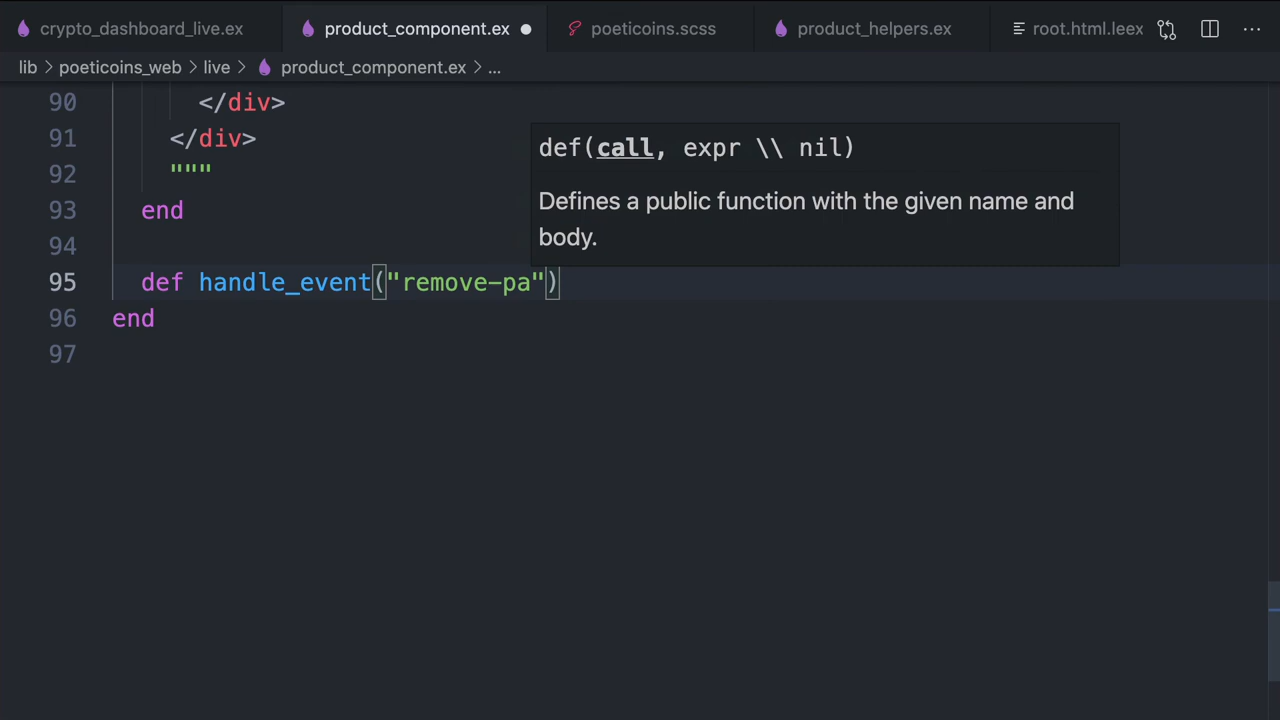 crypto_dashboard_live.ex product_component.ex poeticoins.scss product_helpers.ex root.html.leex ...
lib > poeticoins_web > live > product_component.ex > ...
90 </div>
91 </div>
92 """
93 end
94
95 def handle_event("remove-pa")
96 end
97
def(call, expr \\ nil)
Defines a public function with the given name and
body.